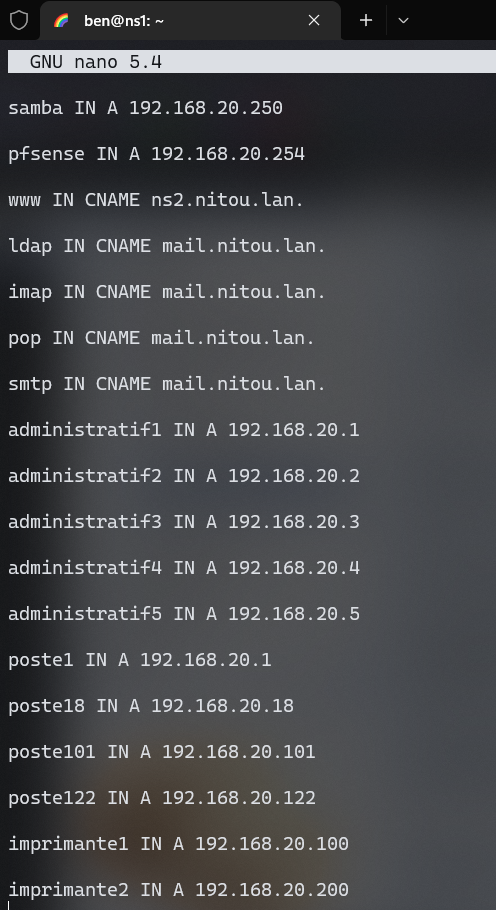 ben@ns1: ~
GNU nano 5.4
samba IN A 192.168.20.250
pfsense IN A 192.168.20.254
www IN CNAME ns2.nitou.lan.
ldap IN CNAME mail.nitou.lan.
imap IN CNAME mail.nitou.lan.
pop IN CNAME mail.nitou.lan.
smtp IN CNAME mail.nitou.lan.
administratif1 IN A 192.168.20.1
administratif2 IN A 192.168.20.2
administratif3 IN A 192.168.20.3
administratif4 IN A 192.168.20.4
administratif5 IN A 192.168.20.5
poste1 IN A 192.168.20.1
poste18 IN A 192.168.20.18
poste101 IN A 192.168.20.101
poste122 IN A 192.168.20.122
imprimante1 IN A 192.168.20.100
imprimante2 IN A 192.168.20.200